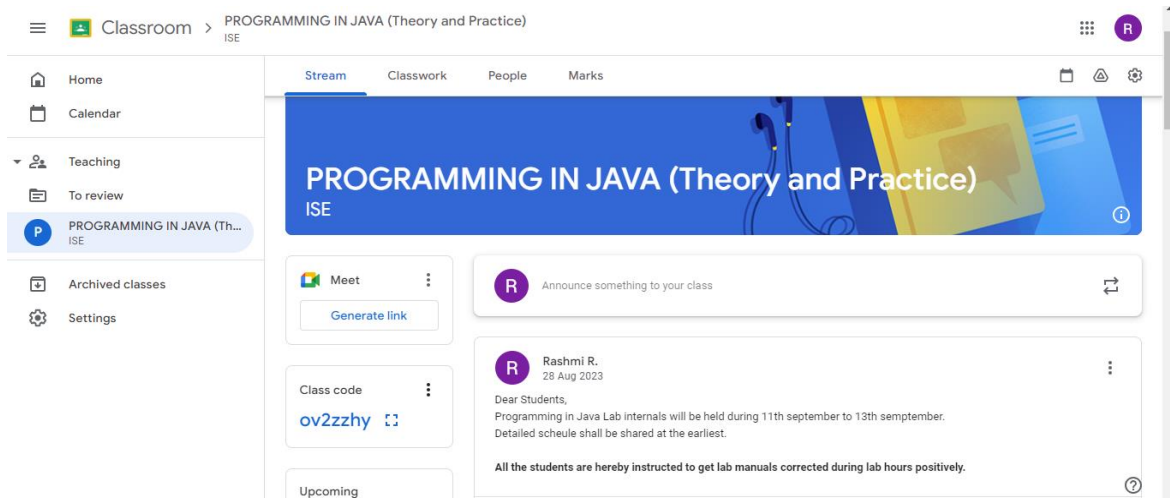 Classroom > PROGRAMMING IN JAVA (Theory and Practice)
ISE
R
Home
Calendar
Teaching
To review
P
PROGRAMMING IN JAVA (Th...
ISE
Archived classes
Settings
Stream Classwork People Marks
PROGRAMMING IN JAVA (Theory and Practice)
ISE
Meet
Generate link
Class code
ov2zzhy
Upcoming
R
Announce something to your class
R
Rashmi R.
28 Aug 2023
Dear Students,
Programming in Java Lab internals will be held during 11th september to 13th semptember.
Detailed scheule shall be shared at the earliest.
All the students are hereby instructed to get lab manuals corrected during lab hours positively.